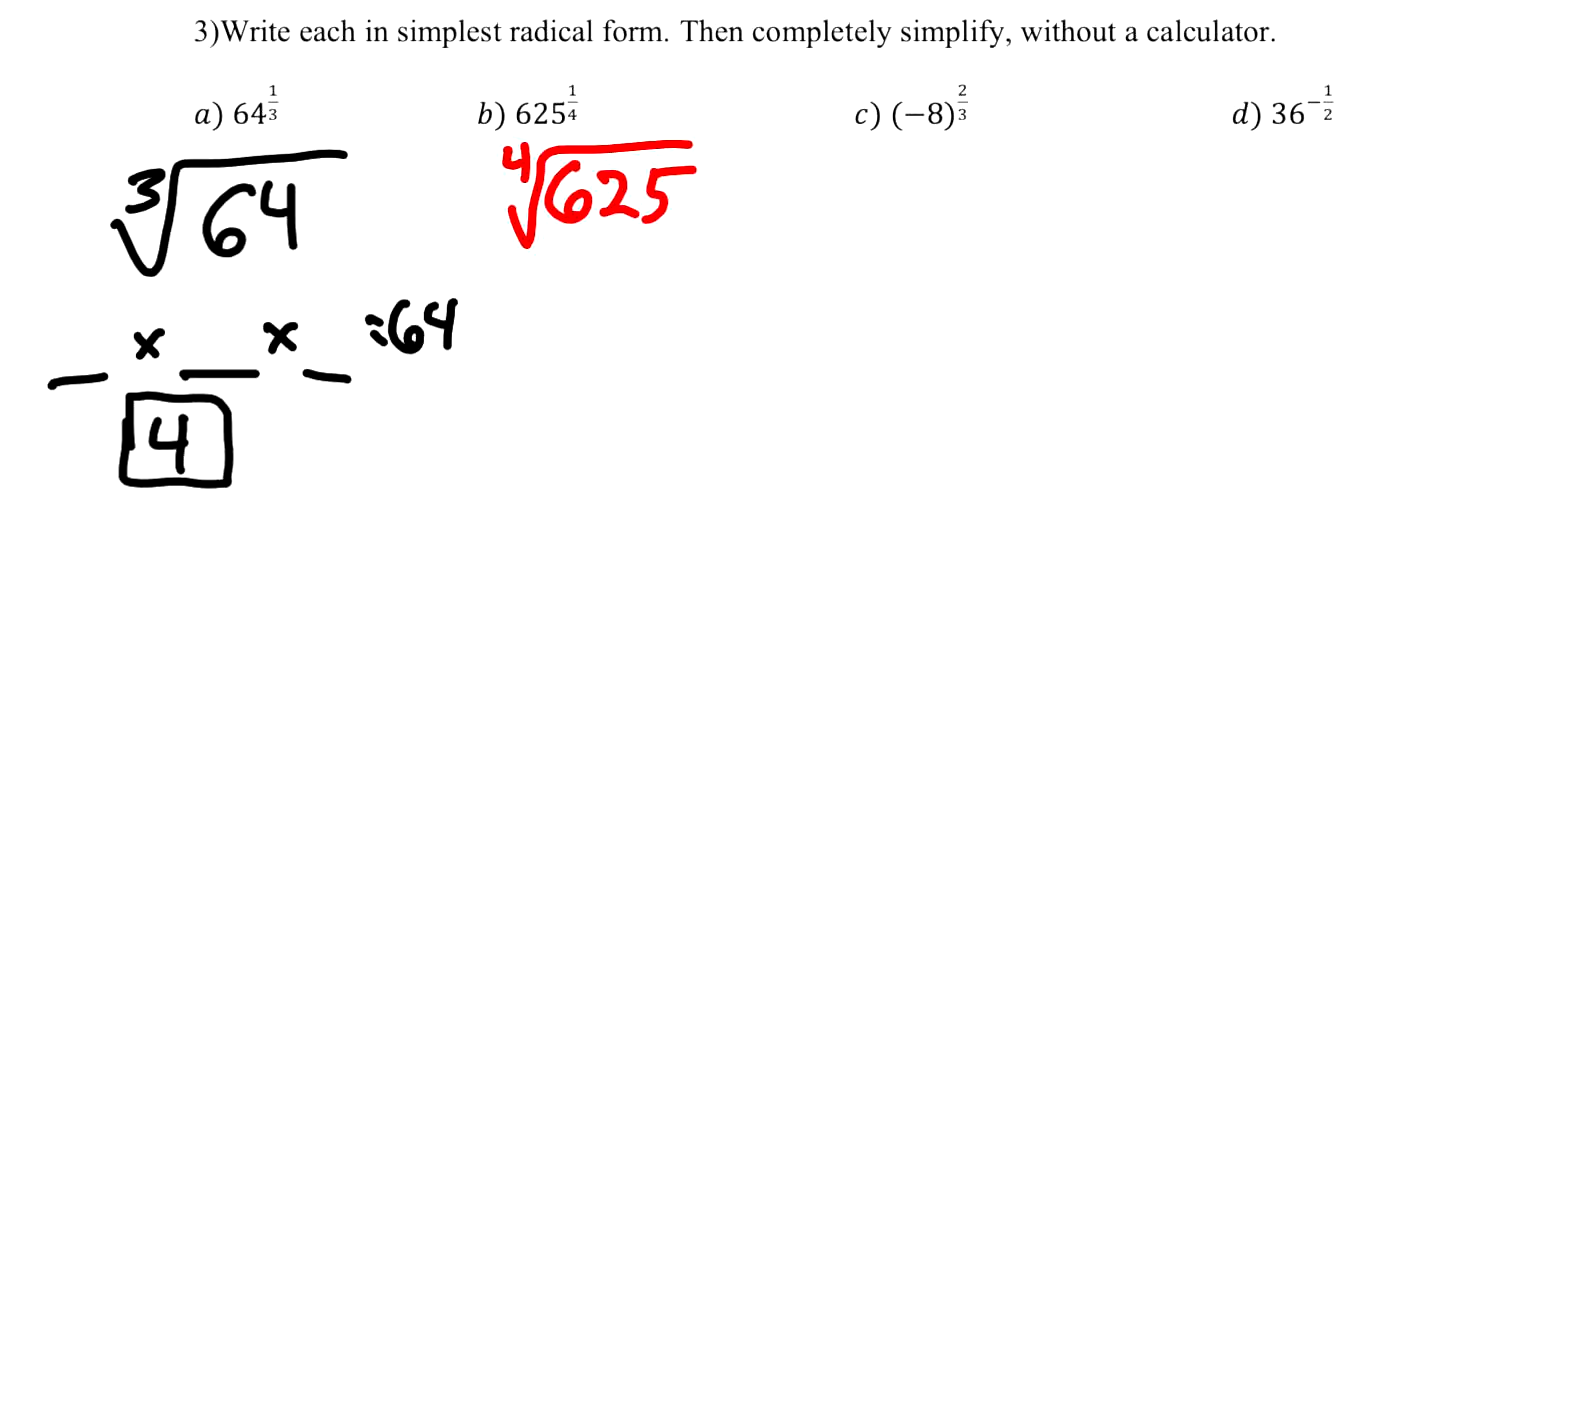 3)Write each in simplest radical form. Then completely simplify, without a calculator.
a) 64^{1/3} b) 625^{1/4} c) (−8)^{2/3} d) 36^{−1/2}
∛64 ∜625
_ x _ x _ =64
4